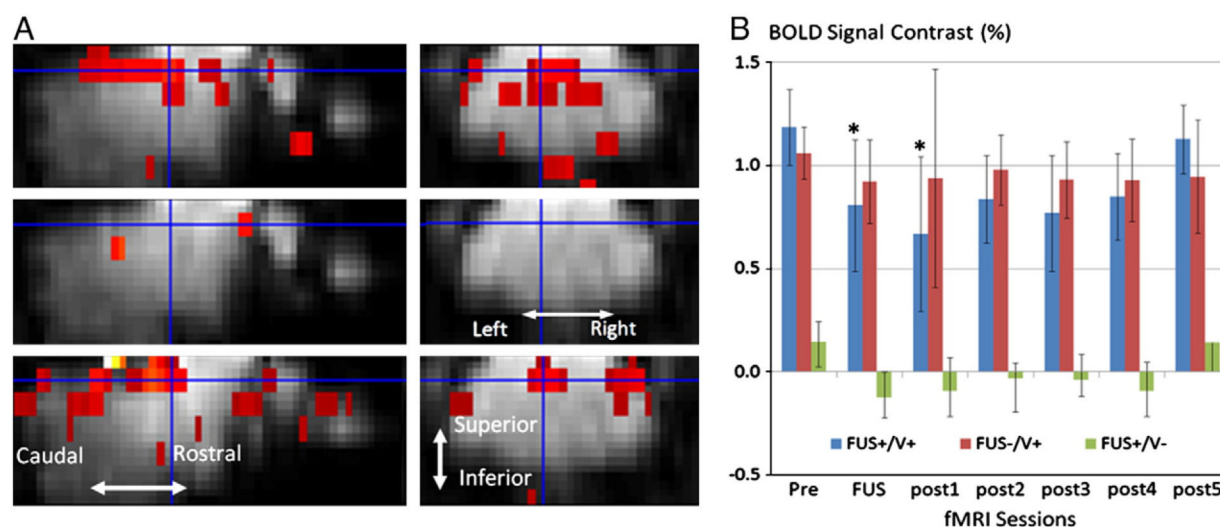 A
Left Right
Superior
Inferior
Caudal Rostral
B BOLD Signal Contrast (%)
1.5
1.0
0.5
0.0
-0.5
* *
FUS+/V+ FUS-/V+ FUS+/V-
Pre FUS post1 post2 post3 post4 post5
fMRI Sessions